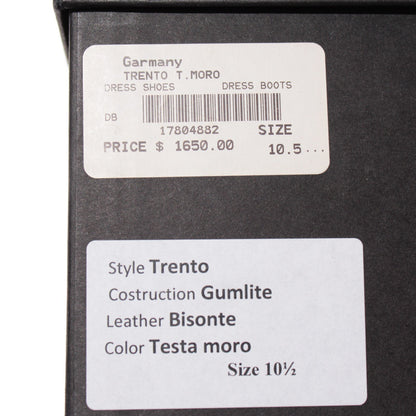 Garmany
TRENTO T.MORO
DRESS SHOES DRESS BOOTS
DB
17804882 SIZE
PRICE $ 1650.00 10.5...
Style Trento
Costruction Gumlite
Leather Bisonte
Color Testa moro
Size 10½